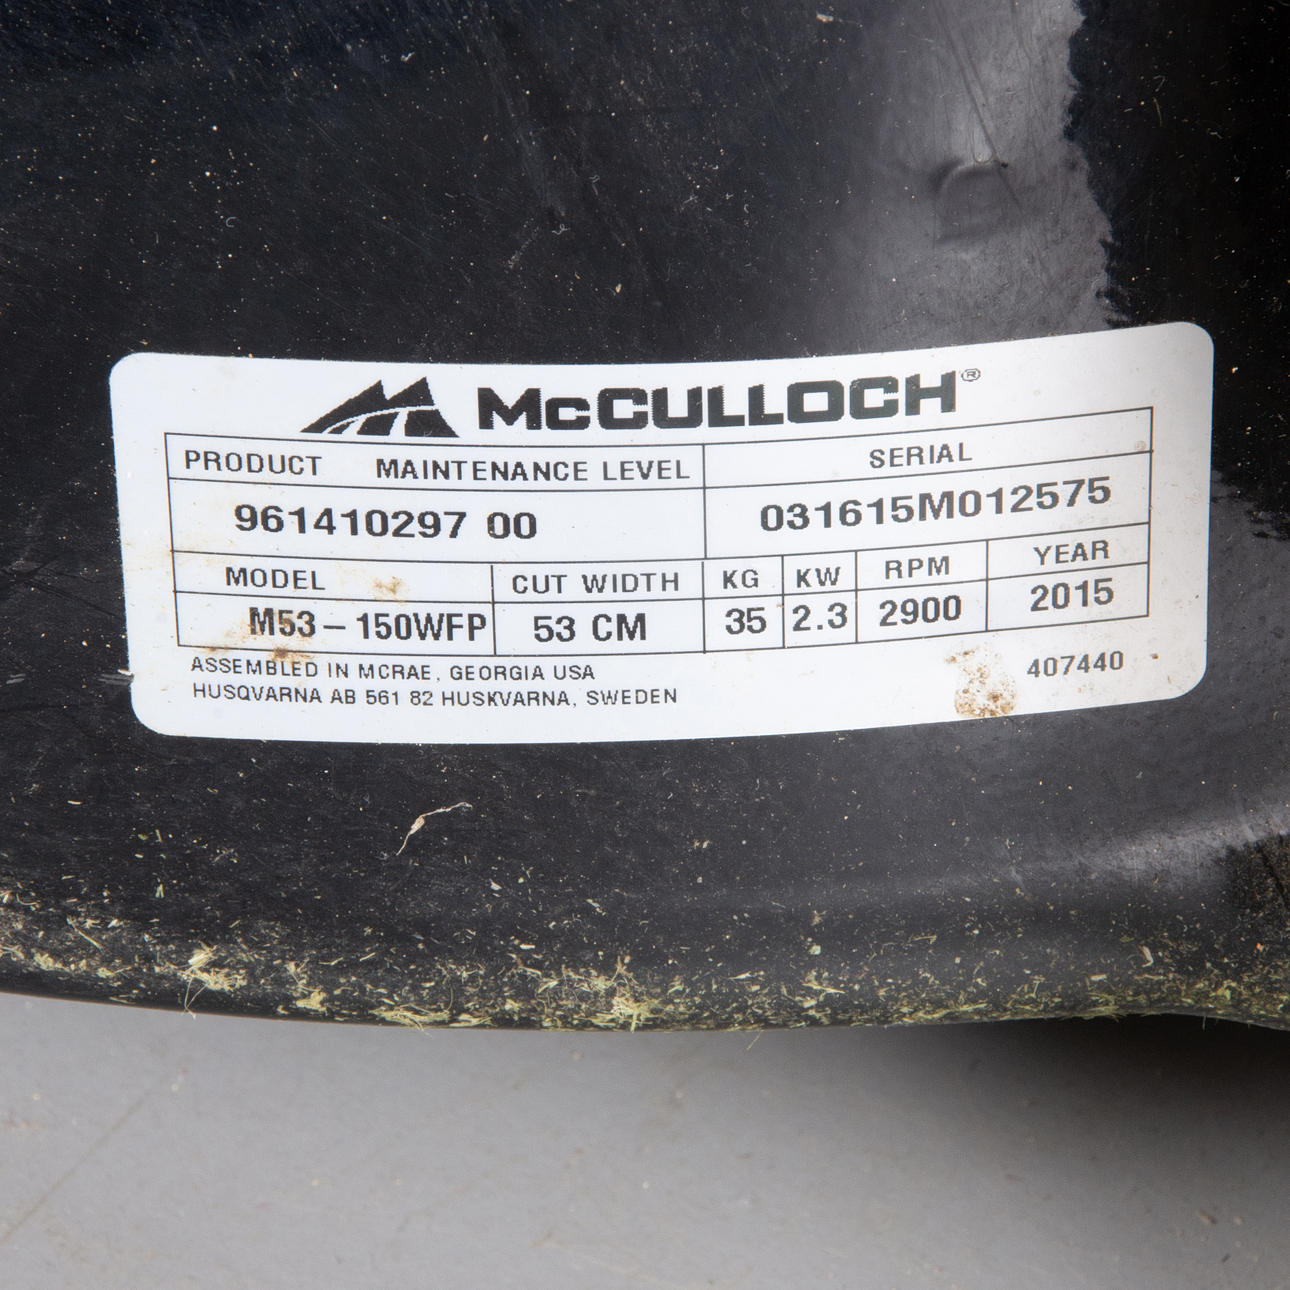 McCULLOCH®
PRODUCT MAINTENANCE LEVEL SERIAL
961410297 00 031615M012575
MODEL CUT WIDTH KG KW RPM YEAR
M53-150WFP 53 CM 35 2.3 2900 2015
ASSEMBLED IN MCRAE, GEORGIA USA
HUSQVARNA AB 561 82 HUSKVARNA, SWEDEN
407440